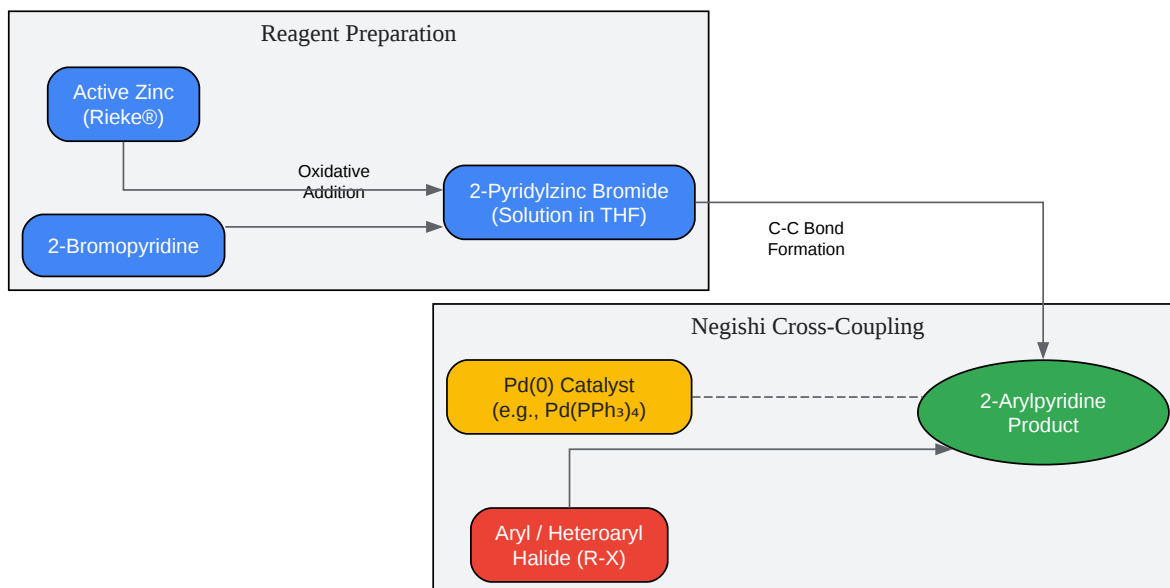 Reagent Preparation
Active Zinc
(Rieke®)
Oxidative
Addition
2-Pyridylzinc Bromide
(Solution in THF)
2-Bromopyridine
C-C Bond
Formation
Negishi Cross-Coupling
Pd(0) Catalyst
(e.g., Pd(PPh₃)₄)
2-Arylpyridine
Product
Aryl / Heteroaryl
Halide (R-X)